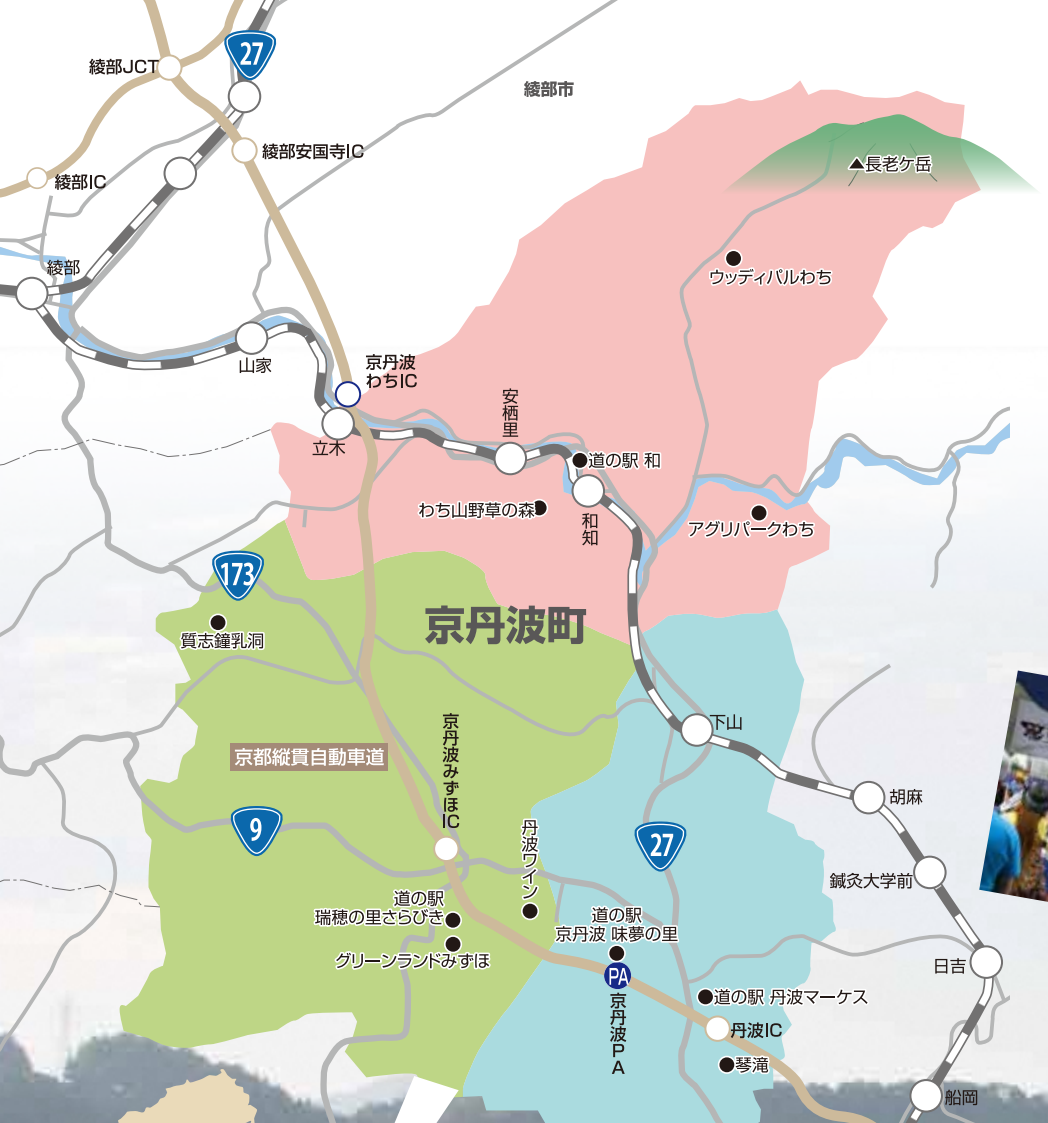 27
綾部JCT
綾部市
綾部安国寺IC
長老ケ岳
綾部IC
綾部
ウッディパルわち
山家
京丹波
わちIC
安栖里
立木
道の駅 和
わち山野草の森
和知
アグリパークわち
173
京丹波町
質志鐘乳洞
下山
京丹波みずほIC
京都縦貫自動車道
胡麻
9
丹波ワイン
27
鍼灸大学前
道の駅
瑞穂の里さらびき
道の駅
京丹波 味夢の里
グリーンランドみずほ
日吉
PA
京丹波PA
道の駅 丹波マーケス
丹波IC
琴滝
船岡